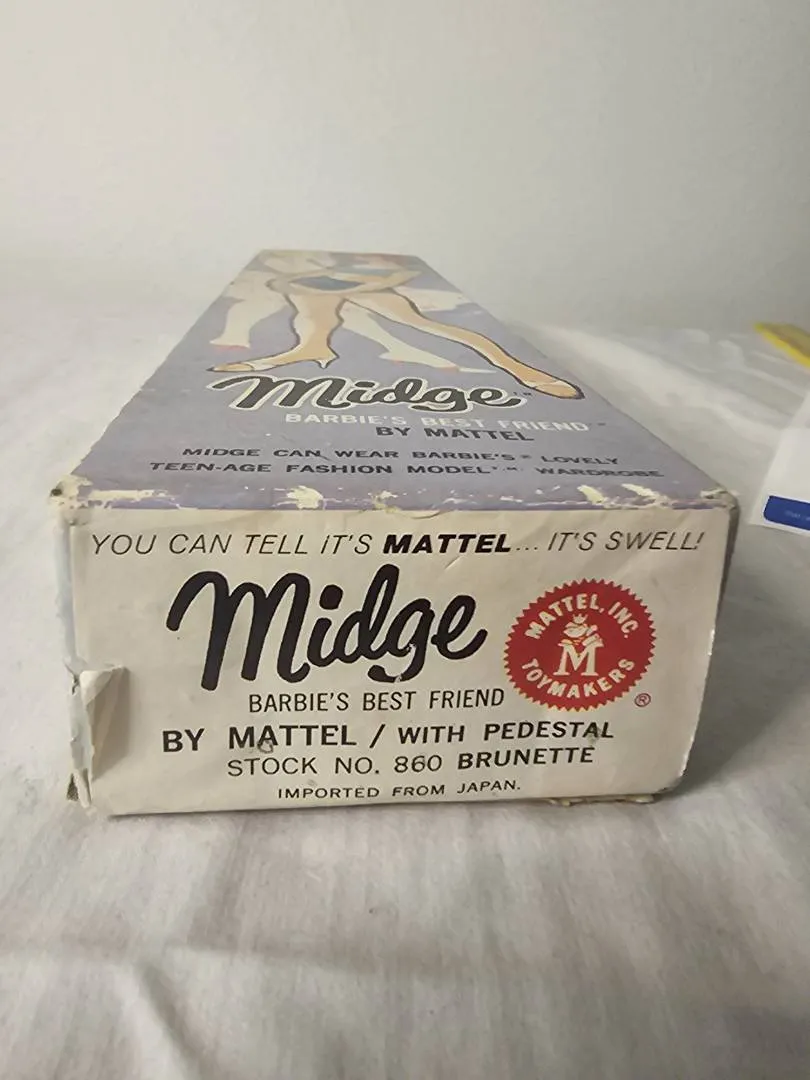 Midge™
BARBIE'S BEST FRIEND
BY MATTEL
MIDGE CAN WEAR BARBIE'S® LOVELY
TEEN-AGE FASHION MODEL WARDROBE
YOU CAN TELL IT'S MATTEL... IT'S SWELL!
Midge
BARBIE'S BEST FRIEND
MATTEL, INC.
M
TOYMAKERS
®
BY MATTEL / WITH PEDESTAL
STOCK NO. 860 BRUNETTE
IMPORTED FROM JAPAN.